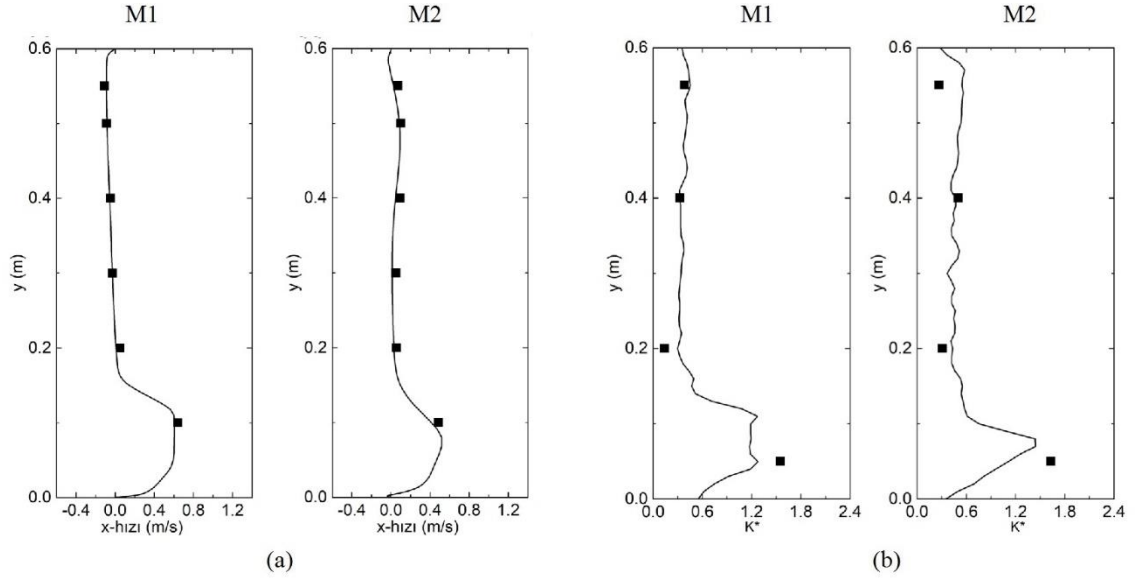 M1 M2 M1 M2
0.6 0.6 0.6 0.6
0.4 0.4 0.4 0.4
y (m) y (m) y (m) y (m)
0.2 0.2 0.2 0.2
0.0 0.0 0.0 0.0
-0.4 0.0 0.4 0.8 1.2 -0.4 0.0 0.4 0.8 1.2 0.0 0.6 1.2 1.8 2.4 0.0 0.6 1.2 1.8 2.4
x-hızı (m/s) x-hızı (m/s) K* K*
(a) (b)